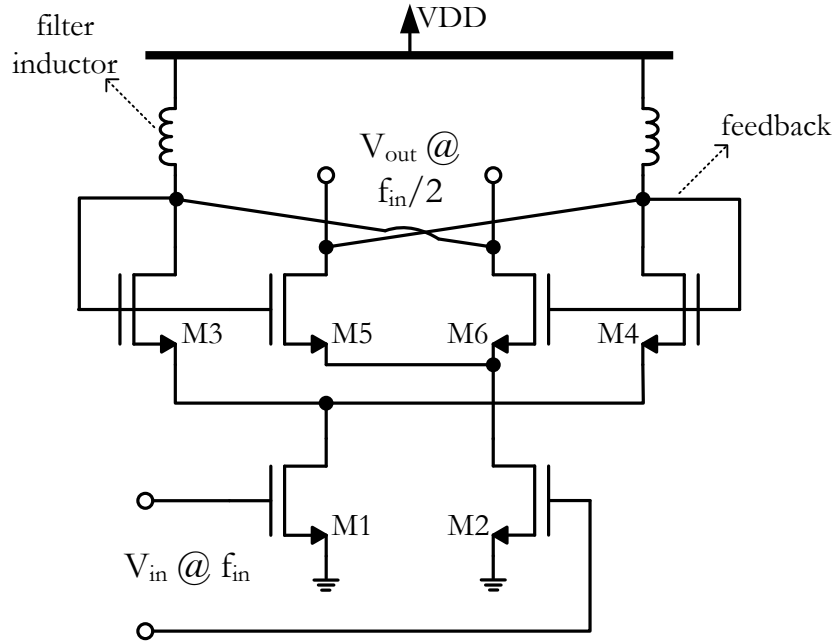 VDD
filter
inductor
feedback
Vout @
fin/2
M3
M5
M6
M4
M1
M2
Vin @ fin